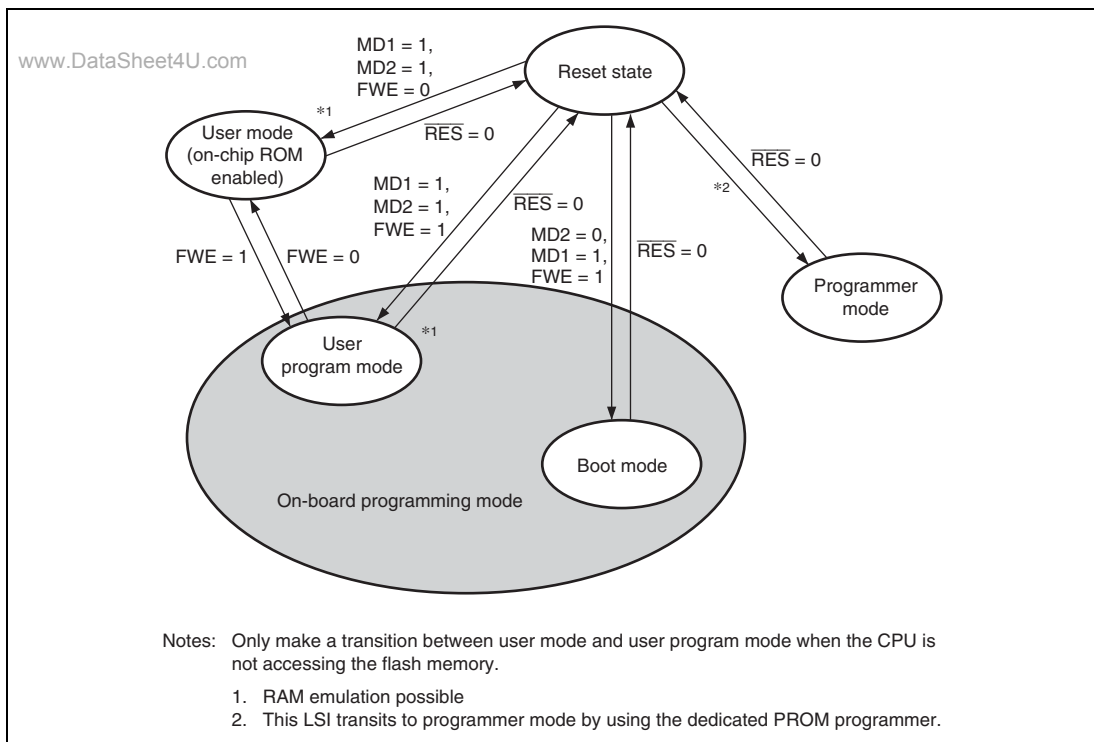 www.DataSheet4U.com
MD1 = 1,
MD2 = 1,
FWE = 0
Reset state
*1
R̅E̅S̅ = 0
User mode
(on-chip ROM
enabled)
R̅E̅S̅ = 0
*2
MD1 = 1,
MD2 = 1,
FWE = 1
R̅E̅S̅ = 0
MD2 = 0,
MD1 = 1,
FWE = 1
R̅E̅S̅ = 0
FWE = 1
FWE = 0
Programmer
mode
User
program mode
*1
Boot mode
On-board programming mode
Notes: Only make a transition between user mode and user program mode when the CPU is
not accessing the flash memory.
1. RAM emulation possible
2. This LSI transits to programmer mode by using the dedicated PROM programmer.